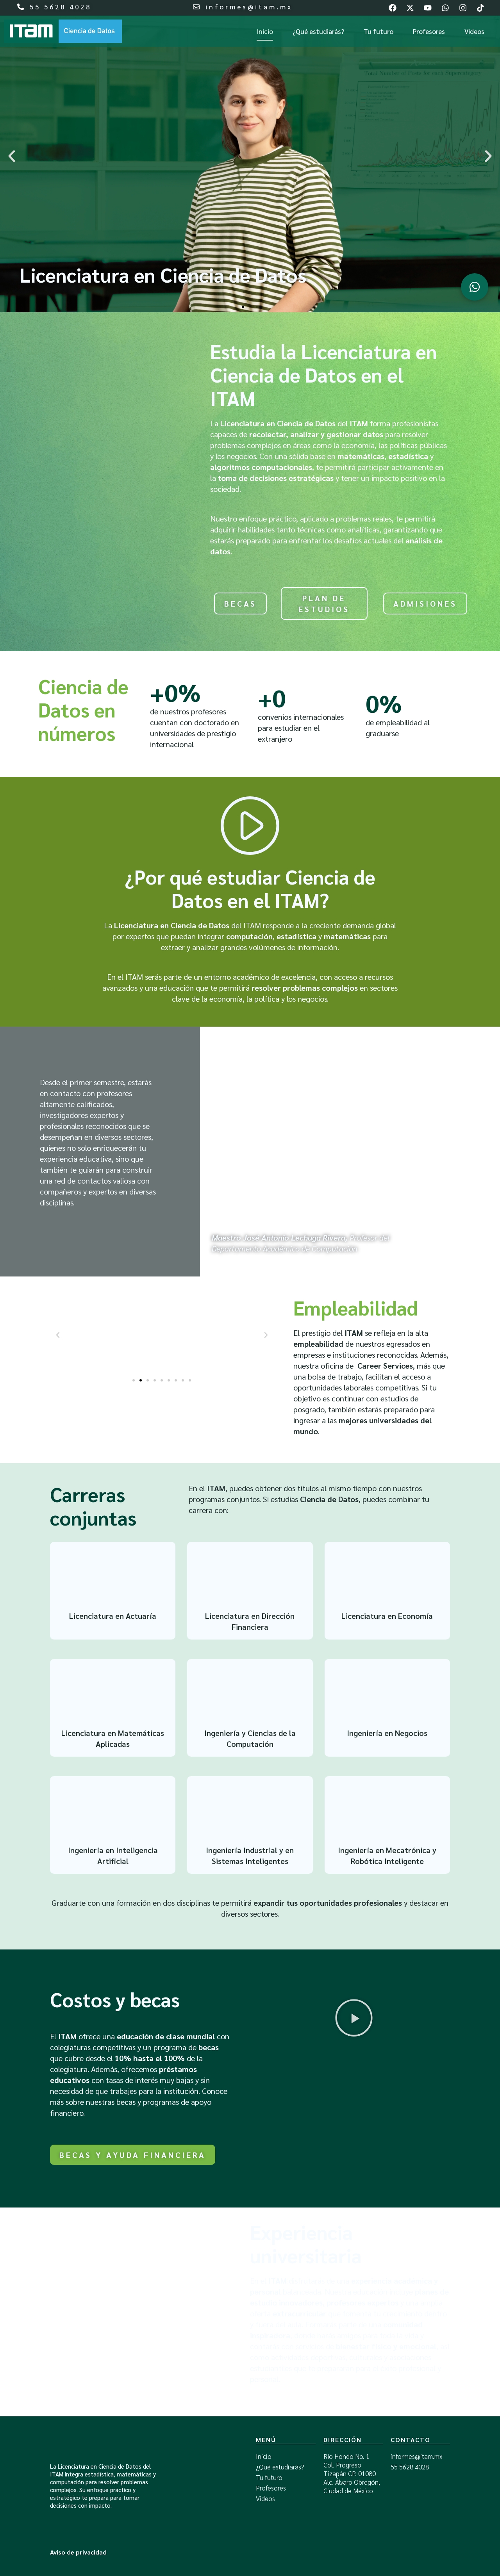 55 5628 4028
informes@itam.mx
ITAM
Ciencia de Datos
Inicio
¿Qué estudiarás?
Tu futuro
Profesores
Videos
Licenciatura en Ciencia de Datos
Estudia la Licenciatura en
Ciencia de Datos en el
ITAM
La Licenciatura en Ciencia de Datos del ITAM forma profesionistas
capaces de recolectar, analizar y gestionar datos para resolver
problemas complejos en áreas como la economía, las políticas públicas
y los negocios. Con una sólida base en matemáticas, estadística y
algoritmos computacionales, te permitirá participar activamente en
la toma de decisiones estratégicas y tener un impacto positivo en la
sociedad.
Nuestro enfoque práctico, aplicado a problemas reales, te permitirá
adquirir habilidades tanto técnicas como analíticas, garantizando que
estarás preparado para enfrentar los desafíos actuales del análisis de
datos.
BECAS
PLAN DE
ESTUDIOS
ADMISIONES
Ciencia de
Datos en
números
+0%
de nuestros profesores
cuentan con doctorado en
universidades de prestigio
internacional
+0
convenios internacionales
para estudiar en el
extranjero
0%
de empleabilidad al
graduarse
¿Por qué estudiar Ciencia de
Datos en el ITAM?
La Licenciatura en Ciencia de Datos del ITAM responde a la creciente demanda global
por expertos que puedan integrar computación, estadística y matemáticas para
extraer y analizar grandes volúmenes de información.
En el ITAM serás parte de un entorno académico de excelencia, con acceso a recursos
avanzados y una educación que te permitirá resolver problemas complejos en sectores
clave de la economía, la política y los negocios.
Desde el primer semestre, estarás
en contacto con profesores
altamente calificados,
investigadores expertos y
profesionales reconocidos que se
desempeñan en diversos sectores,
quienes no solo enriquecerán tu
experiencia educativa, sino que
también te guiarán para construir
una red de contactos valiosa con
compañeros y expertos en diversas
disciplinas.
Maestro José Antonio Lechuga Rivera, Profesor del
Departamento Académico de Computación
Empleabilidad
El prestigio del ITAM se refleja en la alta
empleabilidad de nuestros egresados en
empresas e instituciones reconocidas. Además,
nuestra oficina de Career Services, más que
una bolsa de trabajo, facilitan el acceso a
oportunidades laborales competitivas. Si tu
objetivo es continuar con estudios de
posgrado, también estarás preparado para
ingresar a las mejores universidades del
mundo.
Carreras
conjuntas
En el ITAM, puedes obtener dos títulos al mismo tiempo con nuestros
programas conjuntos. Si estudias Ciencia de Datos, puedes combinar tu
carrera con:
Licenciatura en Actuaría
Licenciatura en Dirección
Financiera
Licenciatura en Economía
Licenciatura en Matemáticas
Aplicadas
Ingeniería y Ciencias de la
Computación
Ingeniería en Negocios
Ingeniería en Inteligencia
Artificial
Ingeniería Industrial y en
Sistemas Inteligentes
Ingeniería en Mecatrónica y
Robótica Inteligente
Graduarte con una formación en dos disciplinas te permitirá expandir tus oportunidades profesionales y destacar en
diversos sectores.
Costos y becas
El ITAM ofrece una educación de clase mundial con
colegiaturas competitivas y un programa de becas
que cubre desde el 10% hasta el 100% de la
colegiatura. Además, ofrecemos préstamos
educativos con tasas de interés muy bajas y sin
necesidad de que trabajes para la institución. Conoce
más sobre nuestras becas y programas de apoyo
financiero.
BECAS Y AYUDA FINANCIERA
Experiencia
universitaria
La Licenciatura en Ciencia de Datos del
ITAM integra estadística, matemáticas y
computación para resolver problemas
complejos. Su enfoque práctico y
estratégico te prepara para tomar
decisiones con impacto.
Aviso de privacidad
MENÚ
Inicio
¿Qué estudiarás?
Tu futuro
Profesores
Videos
DIRECCIÓN
Río Hondo No. 1
Col. Progreso
Tizapán CP. 01080
Alc. Álvaro Obregón,
Ciudad de México
CONTACTO
informes@itam.mx
55 5628 4028